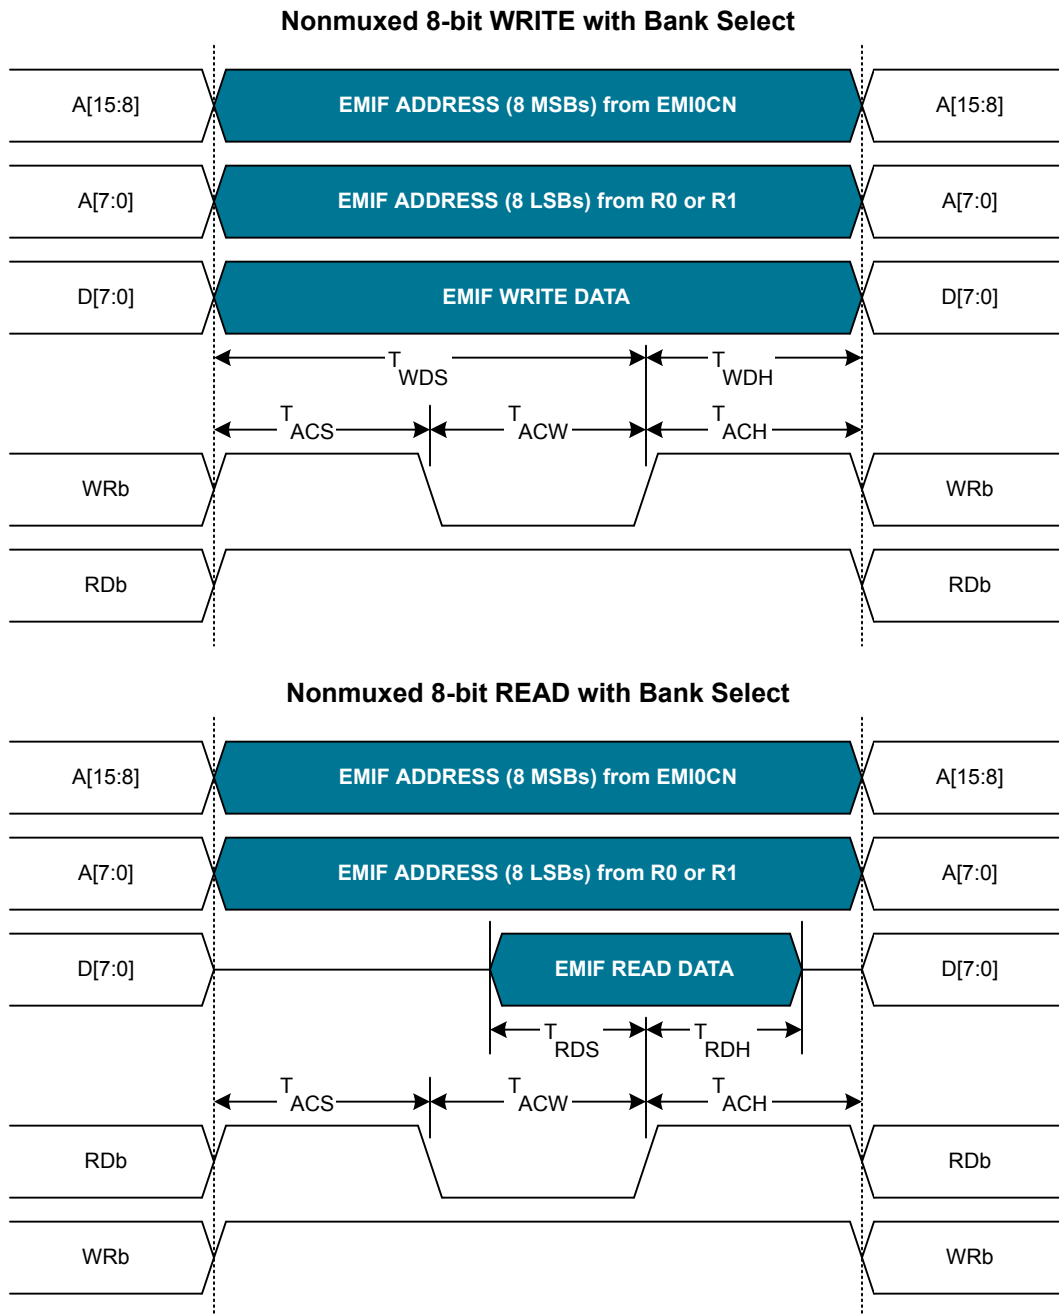 Nonmuxed 8-bit WRITE with Bank Select
A[15:8] EMIF ADDRESS (8 MSBs) from EMI0CN A[15:8]
A[7:0] EMIF ADDRESS (8 LSBs) from R0 or R1 A[7:0]
D[7:0] EMIF WRITE DATA D[7:0]
TWDS TWDH
TACS TACW TACH
WRb WRb
RDb RDb
Nonmuxed 8-bit READ with Bank Select
A[15:8] EMIF ADDRESS (8 MSBs) from EMI0CN A[15:8]
A[7:0] EMIF ADDRESS (8 LSBs) from R0 or R1 A[7:0]
D[7:0] EMIF READ DATA D[7:0]
TRDS TRDH
TACS TACW TACH
RDb RDb
WRb WRb